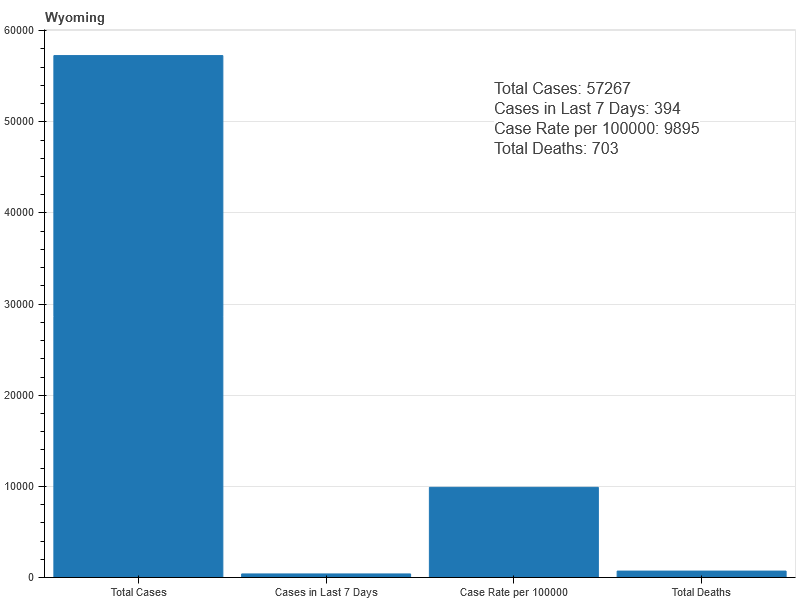 Wyoming
60000
50000
40000
30000
20000
10000
0
Total Cases: 57267
Cases in Last 7 Days: 394
Case Rate per 100000: 9895
Total Deaths: 703
Total Cases
Cases in Last 7 Days
Case Rate per 100000
Total Deaths